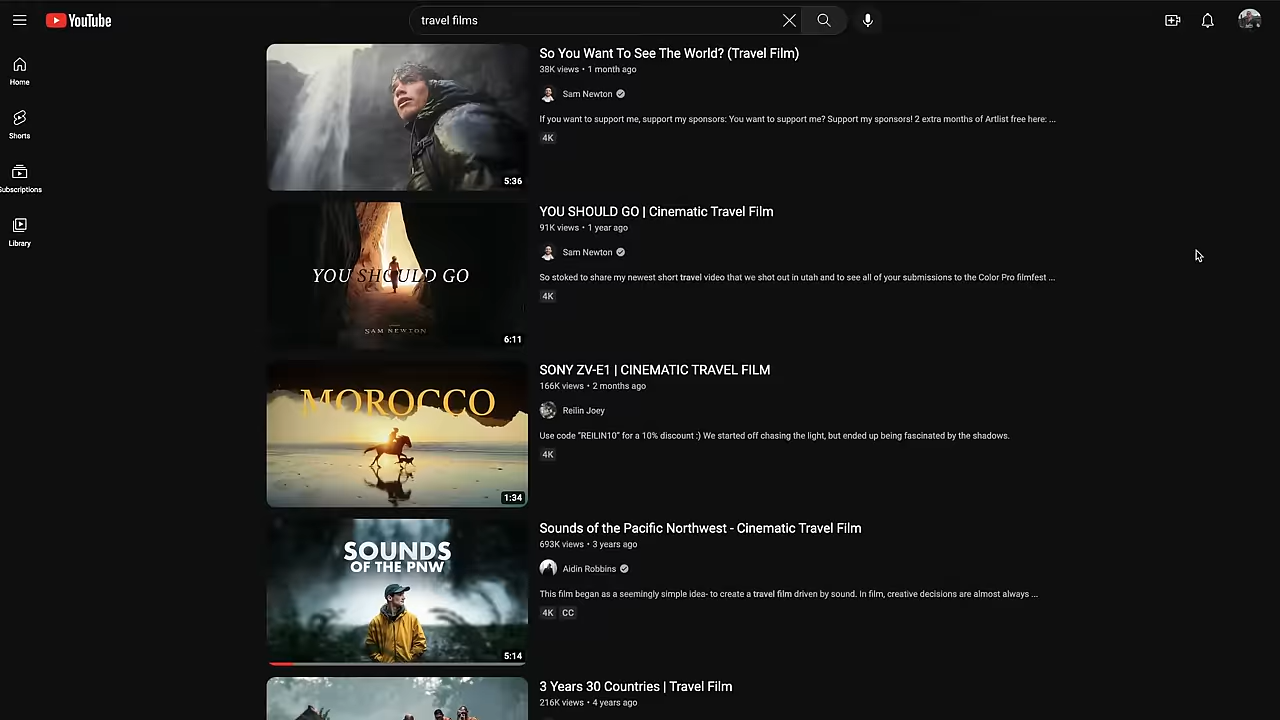 YouTube
travel films
Home
Shorts
Subscriptions
Library
5:36
So You Want To See The World? (Travel Film)
38K views • 1 month ago
Sam Newton
If you want to support me, support my sponsors: You want to support me? Support my sponsors! 2 extra months of Artlist free here: ...
4K
YOU SHOULD GO
SAM NEWTON
6:11
YOU SHOULD GO | Cinematic Travel Film
91K views • 1 year ago
Sam Newton
So stoked to share my newest short travel video that we shot out in utah and to see all of your submissions to the Color Pro filmfest ...
4K
MOROCCO
1:34
SONY ZV-E1 | CINEMATIC TRAVEL FILM
166K views • 2 months ago
Reilin Joey
Use code "REILIN10" for a 10% discount :) We started off chasing the light, but ended up being fascinated by the shadows.
4K
SOUNDS
OF THE PNW
5:14
Sounds of the Pacific Northwest - Cinematic Travel Film
693K views • 3 years ago
Aidin Robbins
This film began as a seemingly simple idea- to create a travel film driven by sound. In film, creative decisions are almost always ...
4K CC
3 Years 30 Countries | Travel Film
216K views • 4 years ago